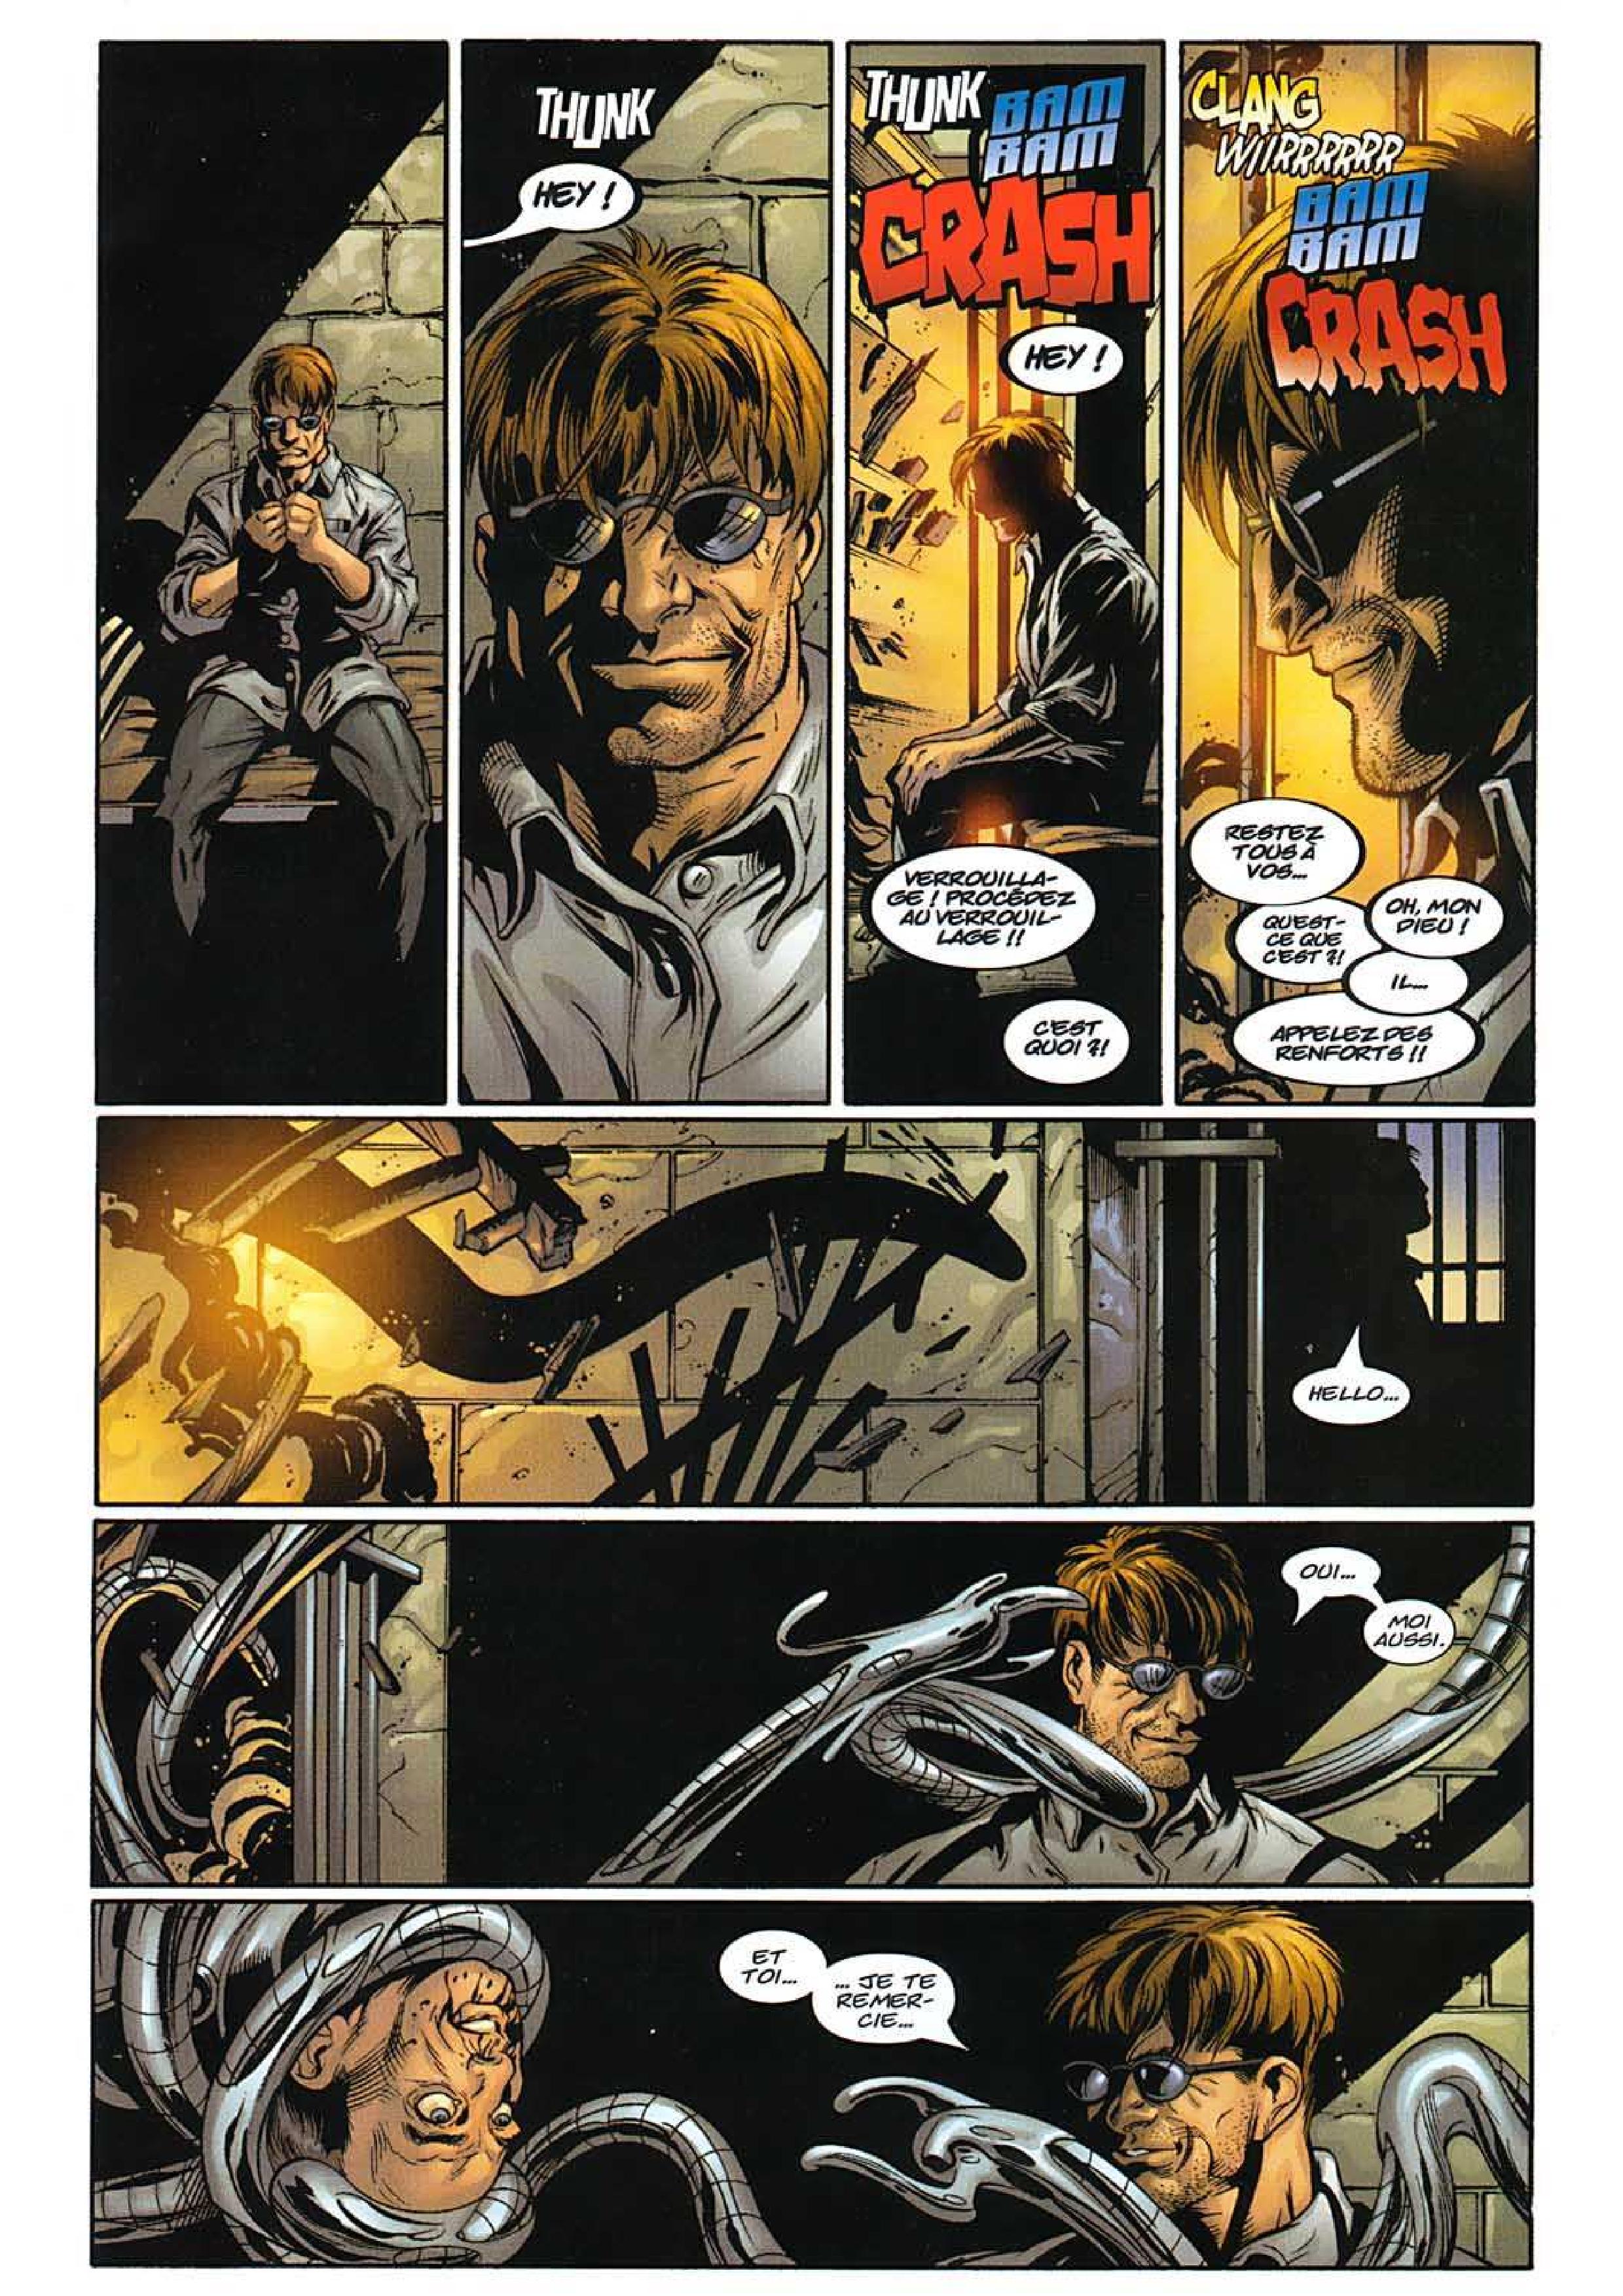 THUNK
HEY !
THUNK
BAM
BAM
CRASH
HEY !
VERROUILLA-
GE ! PROCÉDEZ
AU VERROUIL-
LAGE !!
C'EST
QUOI ?!
CLANG
WIIRRRRRR
BAM
BAM
CRASH
RESTEZ
TOUS À
VOS...
QU'EST-
CE QUE
C'EST ?!
OH, MON
DIEU !
IL...
APPELEZ DES
RENFORTS !!
HELLO...
OUI...
MOI
AUSSI.
ET
TOI...
... JE TE
REMER-
CIE...